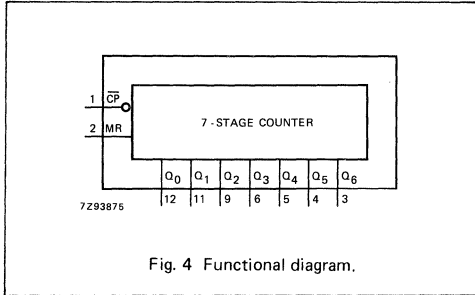 1 C̅P̅
7-STAGE COUNTER
2 MR
Q0 Q1 Q2 Q3 Q4 Q5 Q6
12 11 9 6 5 4 3
7Z93875
Fig. 4 Functional diagram.